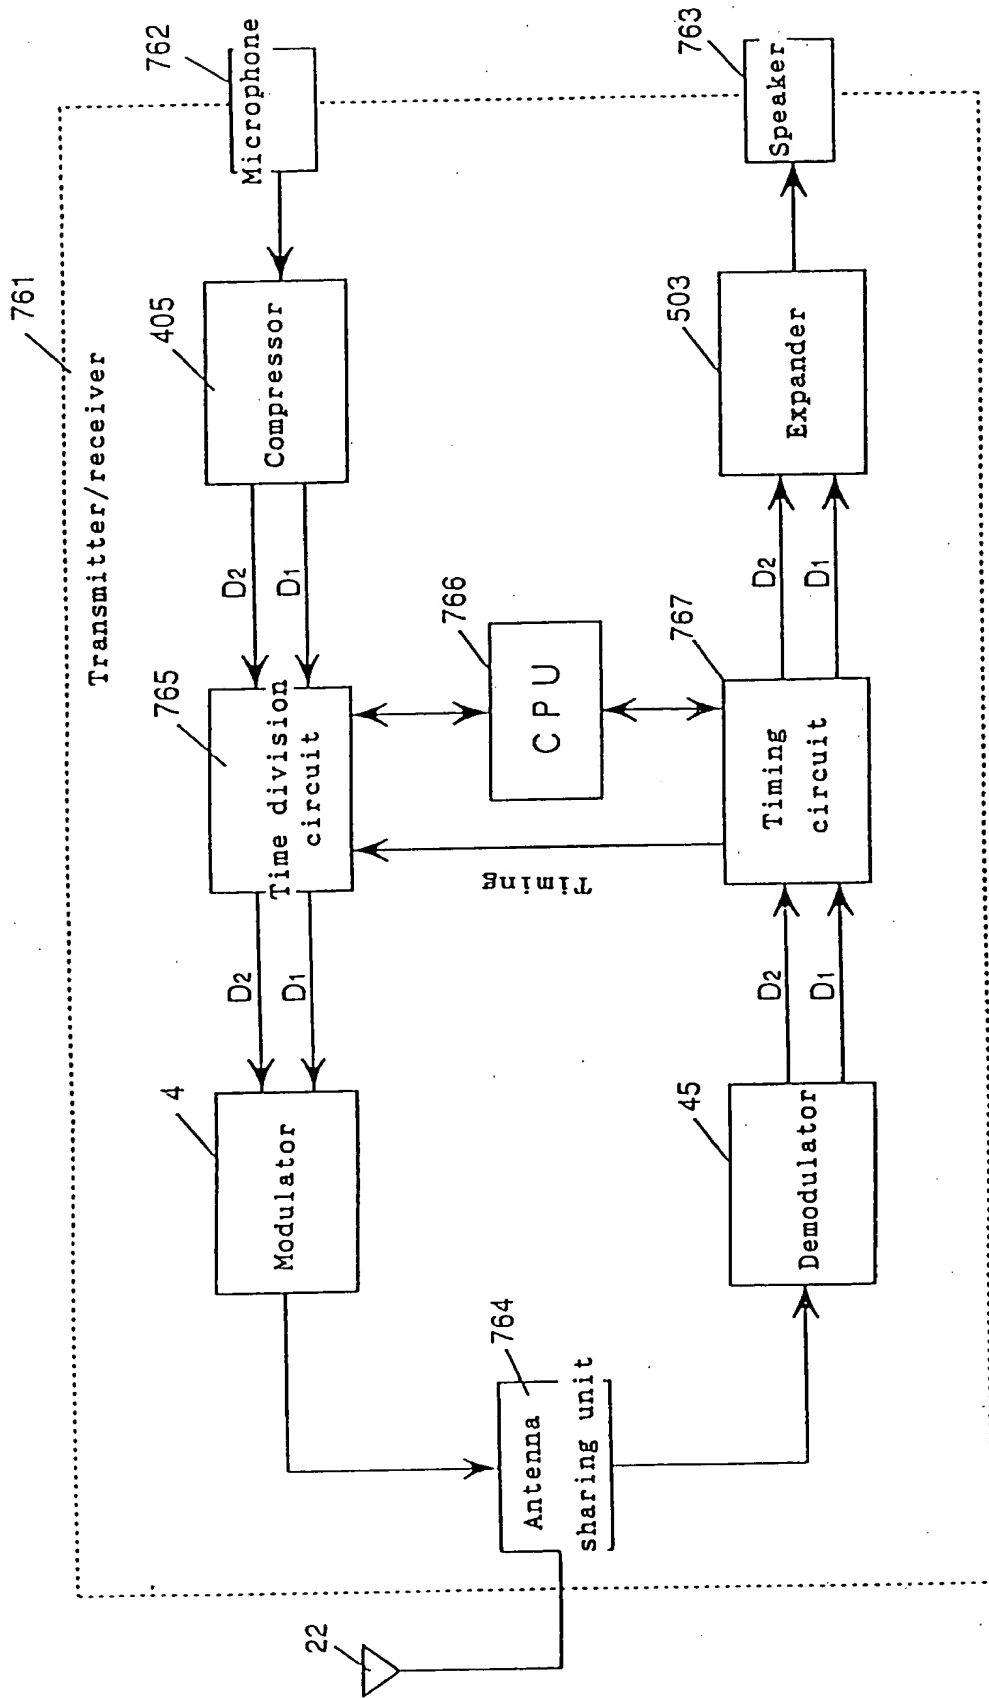 761
Transmitter/receiver
22
764
Antenna
sharing unit
4
Modulator
D2
D1
765
Time division
circuit
D2
D1
405
Compressor
762
Microphone
Timing
766
CPU
45
Demodulator
D2
D1
767
Timing
circuit
D2
D1
503
Expander
763
Speaker